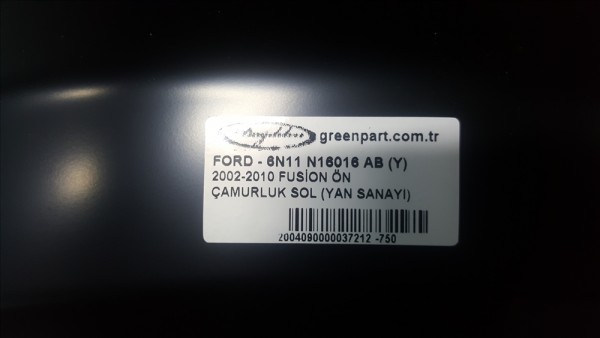 greenpart.com.tr
FORD - 6N11 N16016 AB (Y)
2002-2010 FUSİON ÖN
ÇAMURLUK SOL (YAN SANAYİ)
2004090000037212 -750